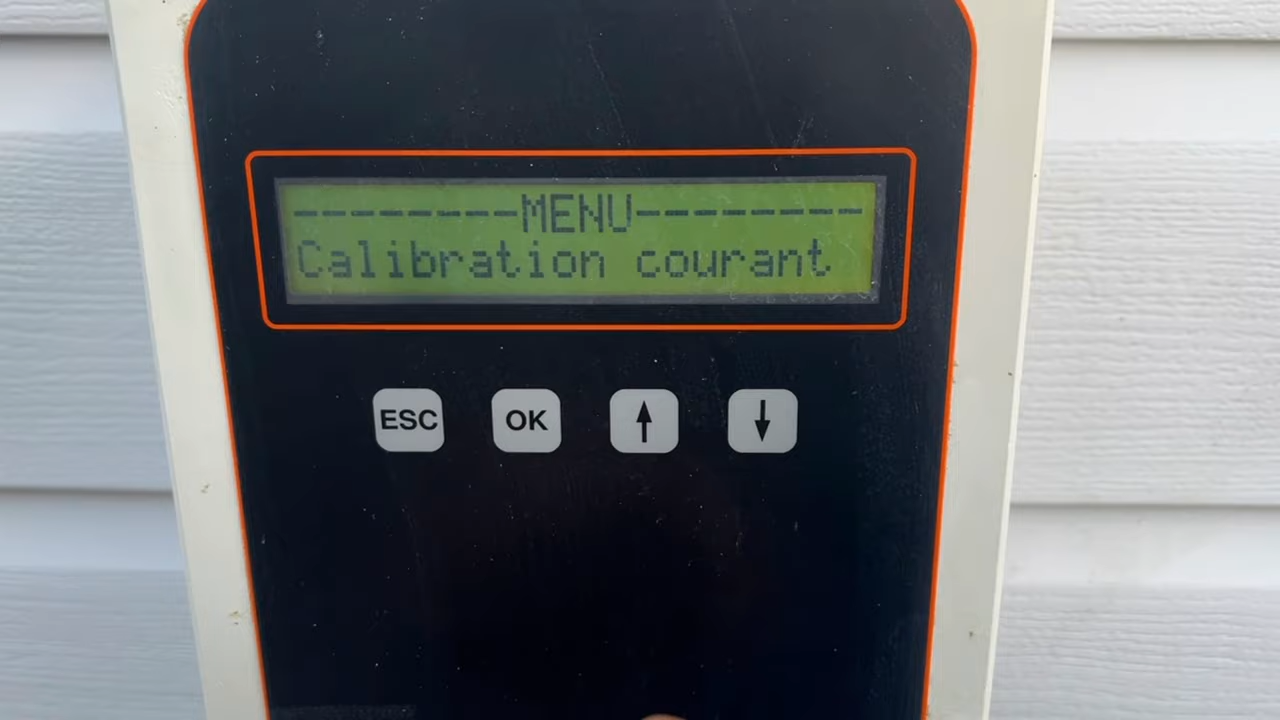 --------MENU--------
Calibration courant
ESC OK ↑ ↓